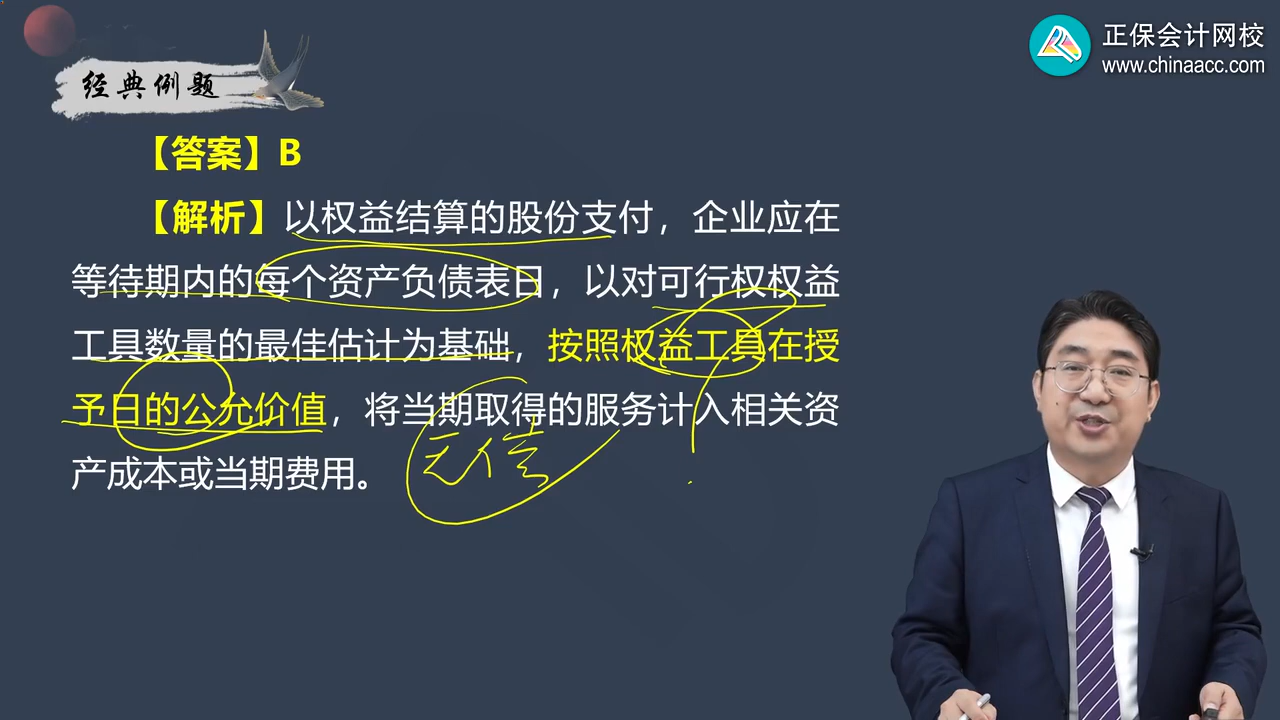 正保会计网校
www.chinaacc.com
经典例题
【答案】B
【解析】以权益结算的股份支付，企业应在
等待期内的每个资产负债表日，以对可行权权益
工具数量的最佳估计为基础，按照权益工具在授
予日的公允价值，将当期取得的服务计入相关资
产成本或当期费用。